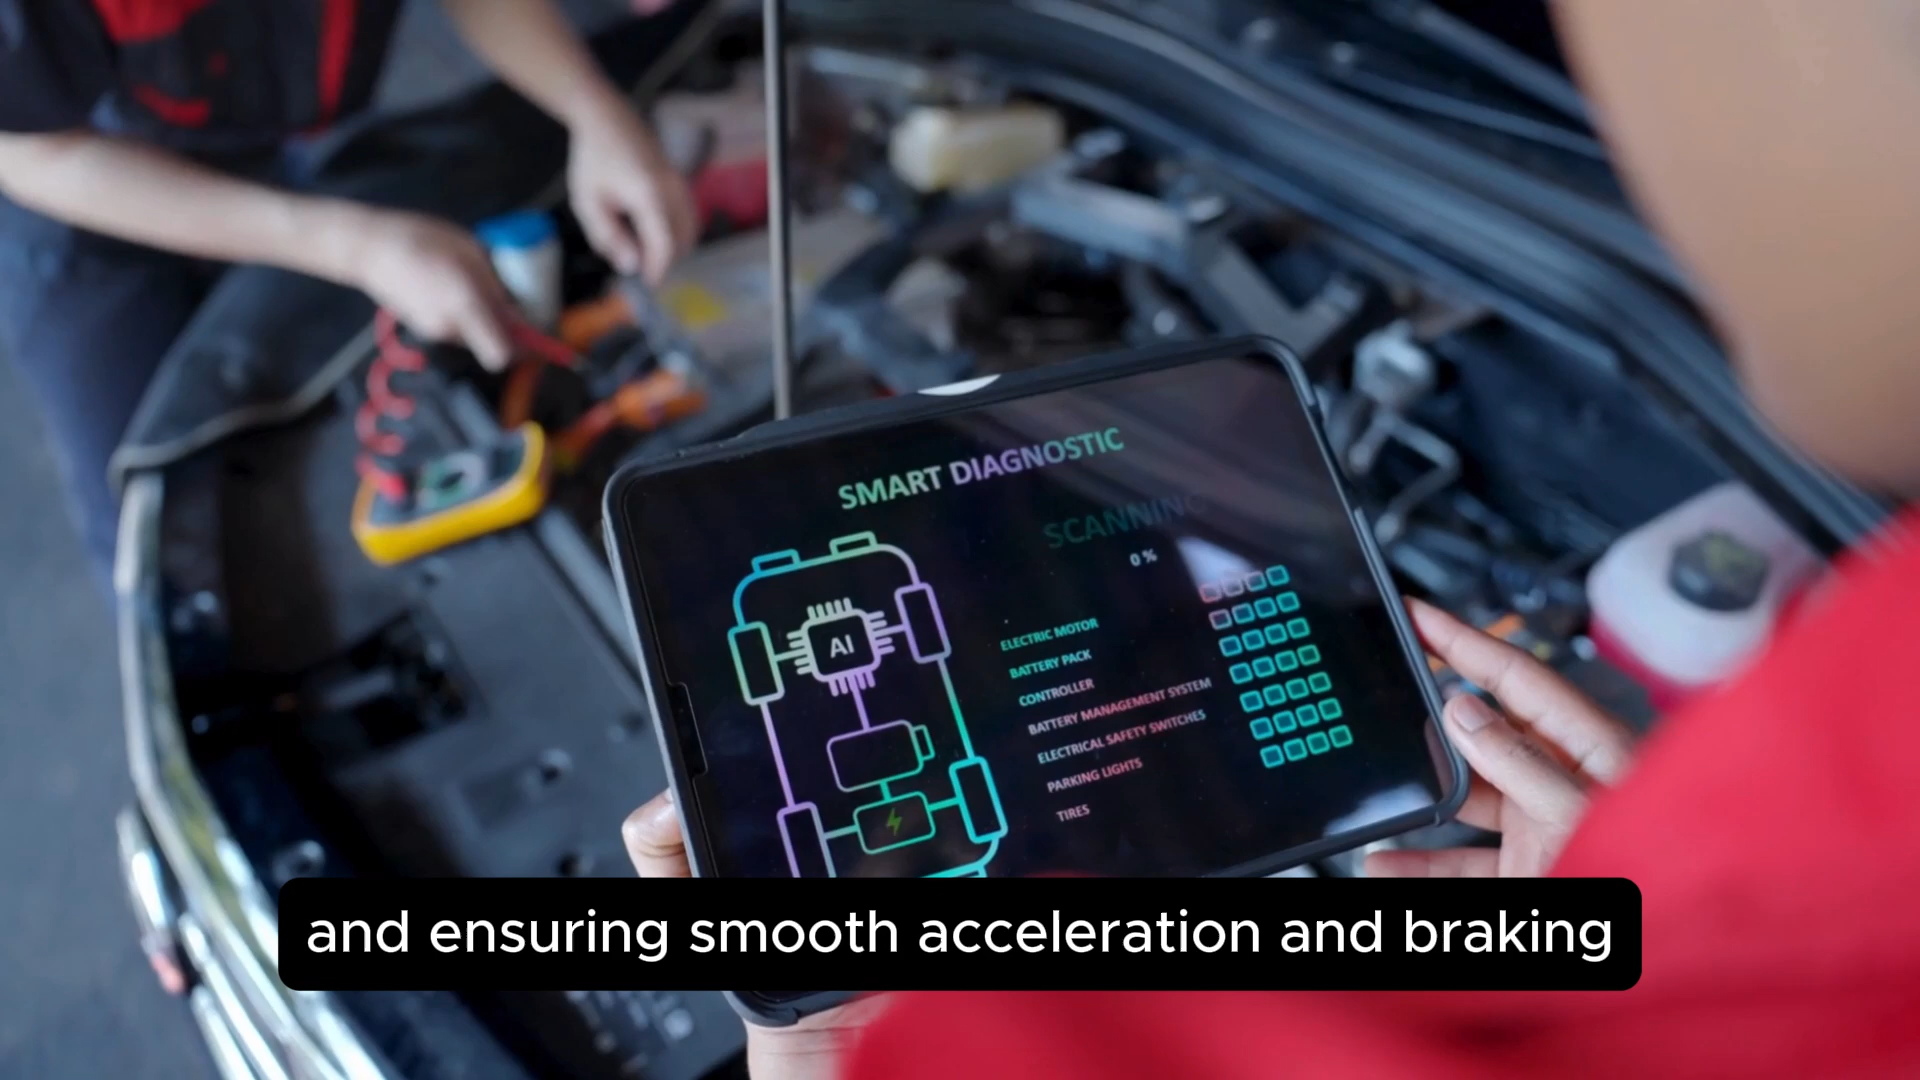 SMART DIAGNOSTIC
SCANNING
0 %
AI
ELECTRIC MOTOR
BATTERY PACK
CONTROLLER
BATTERY MANAGEMENT SYSTEM
ELECTRICAL SAFETY SWITCHES
PARKING LIGHTS
TIRES
and ensuring smooth acceleration and braking